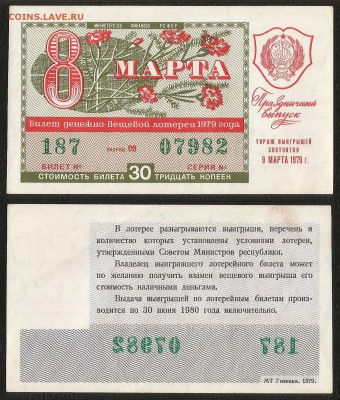 COINS.ЛАВЕ.RU
МИНИСТЕРСТВО ФИНАНСОВ РСФСР
8 МАРТА
Праздничный
выпуск
Билет денежно-вещевой лотереи 1979 года
187 РАЗРЯД 08 07982
БИЛЕТ № СЕРИЯ №
СТОИМОСТЬ БИЛЕТА 30 ТРИДЦАТЬ КОПЕЕК
ТИРАЖ ВЫИГРЫШЕЙ
СОСТОИТСЯ
9 МАРТА 1979 г.
В лотерее разыгрываются выигрыши, перечень и
количество которых установлены условиями лотереи,
утвержденными Советом Министров республики.
Владелец выигравшего лотерейного билета может
по желанию получить взамен вещевого выигрыша его
стоимость наличными деньгами.
Выдача выигрышей по лотерейным билетам произ-
водится по 30 июня 1980 года включительно.
07982 187
МТ Гознака. 1979.